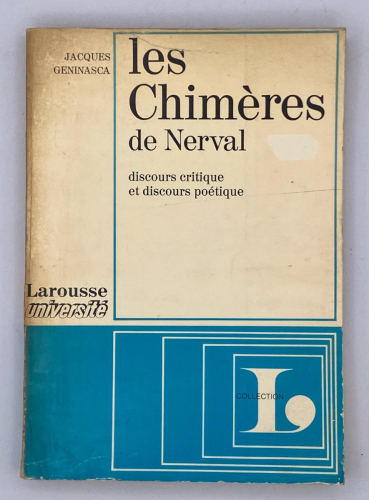 JACQUES
GENINASCA
les
Chimères
de Nerval
discours critique
et discours poétique
Larousse
université
COLLECTION
L